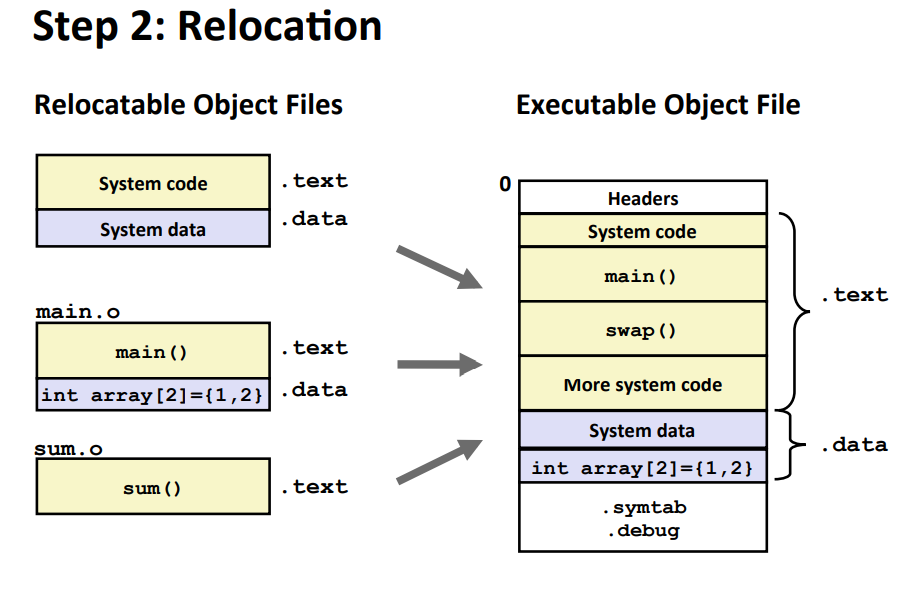 Step 2: Relocation
Relocatable Object Files
System code
.text
System data
.data
main.o
main()
.text
int array[2]={1,2}
.data
sum.o
sum()
.text
Executable Object File
0
Headers
System code
main()
swap()
More system code
.text
System data
int array[2]={1,2}
.data
.symtab
.debug